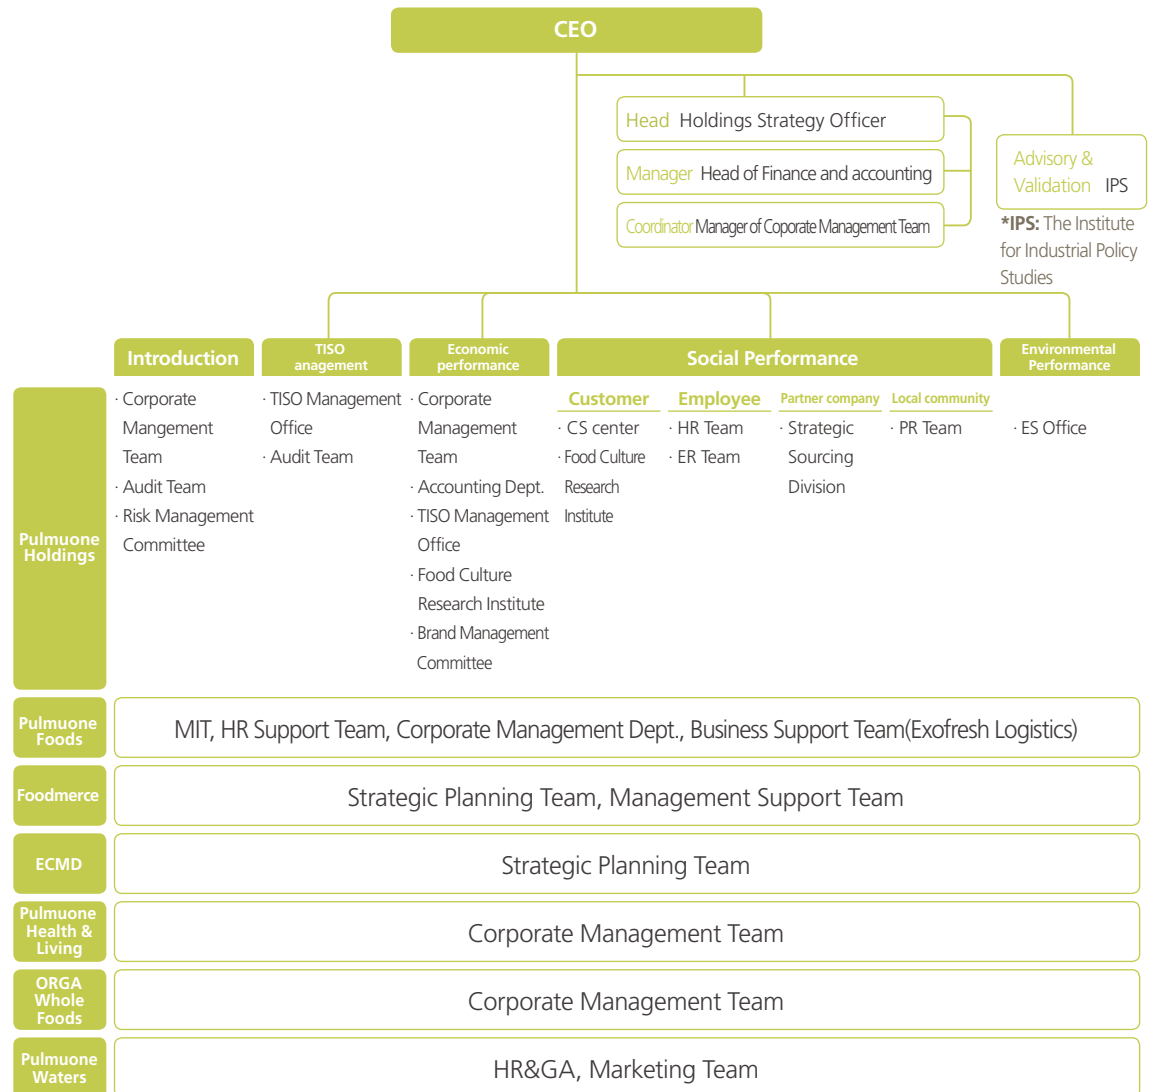 CEO
Head Holdings Strategy Officer
Manager Head of Finance and accounting
Coordinator Manager of Coporate Management Team
Advisory &
Validation IPS
*IPS: The Institute
for Industrial Policy
Studies
Introduction
TISO
anagement
Economic
performance
Social Performance
Environmental
Performance
Pulmuone
Holdings
· Corporate
Mangement
Team
· Audit Team
· Risk Management
Committee
· TISO Management
Office
· Audit Team
· Corporate
Management
Team
· Accounting Dept.
· TISO Management
Office
· Food Culture
Research Institute
· Brand Management
Committee
Customer
· CS center
· Food Culture
Research
Institute
Employee
· HR Team
· ER Team
Partner company
· Strategic
Sourcing
Division
Local community
· PR Team
· ES Office
Pulmuone
Foods
MIT, HR Support Team, Corporate Management Dept., Business Support Team(Exofresh Logistics)
Foodmerce
Strategic Planning Team, Management Support Team
ECMD
Strategic Planning Team
Pulmuone
Health &
Living
Corporate Management Team
ORGA
Whole
Foods
Corporate Management Team
Pulmuone
Waters
HR&GA, Marketing Team